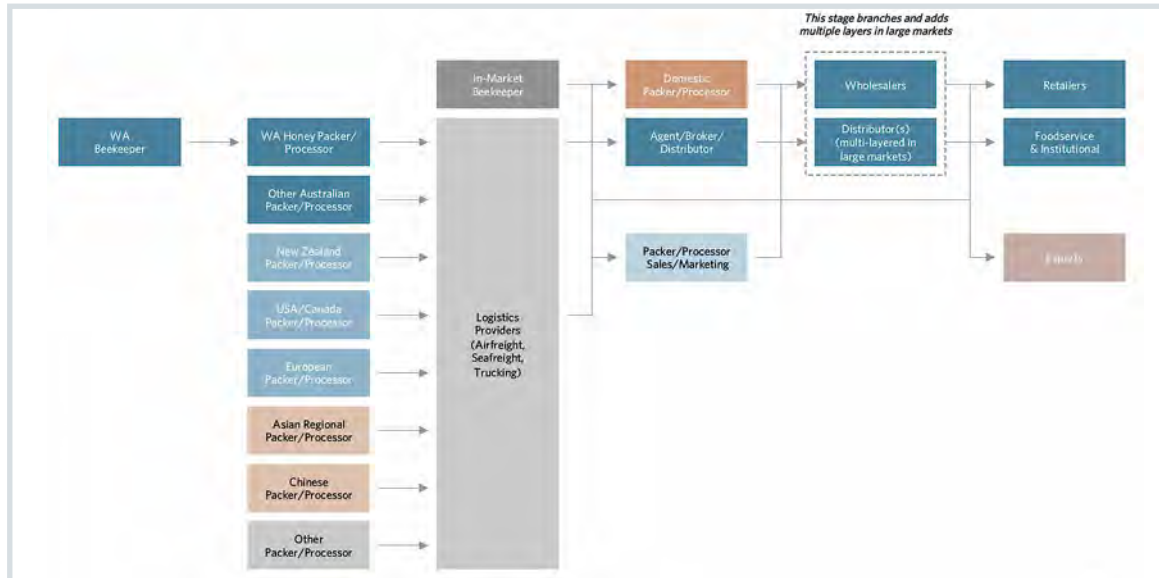 This stage branches and adds
multiple layers in large markets
In-Market
Beekeeper
Domestic
Packer/Processor
Wholesalers
Retailers
WA
Beekeeper
WA Honey Packer/
Processor
Agent/Broker/
Distributor
Distributor(s)
(multi-layered in
large markets)
Foodservice
& Institutional
Other Australian
Packer/Processor
New Zealand
Packer/Processor
Packer/Processor
Sales/Marketing
Exports
USA/Canada
Packer/Processor
Logistics
Providers
(Airfreight,
Seafreight,
Trucking)
European
Packer/Processor
Asian Regional
Packer/Processor
Chinese
Packer/Processor
Other
Packer/Processor